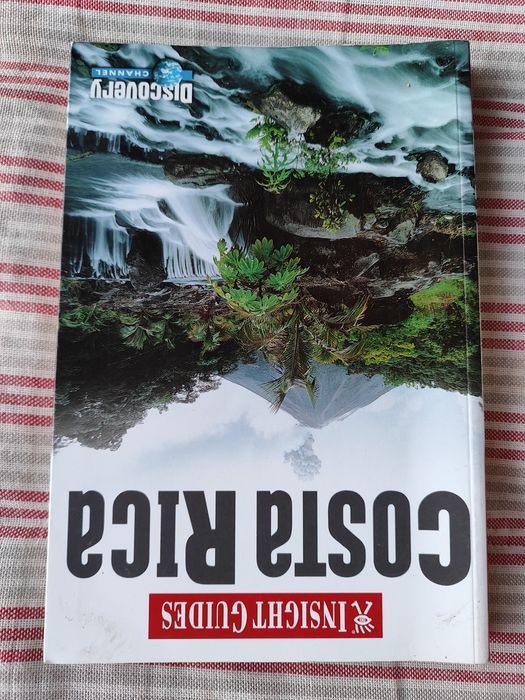 INSIGHT GUIDES
COSTa RICa
DISCOVERY
CHANNEL